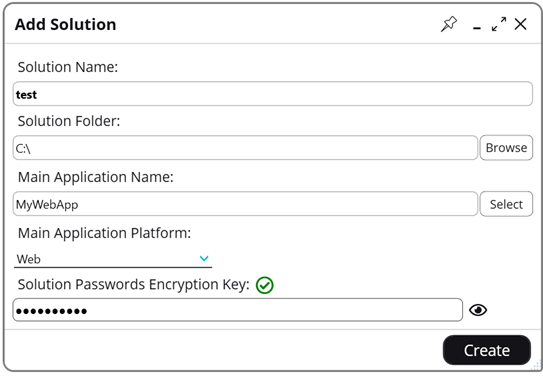 Add Solution
Solution Name:
test
Solution Folder:
C:\
Browse
Main Application Name:
MyWebApp
Select
Main Application Platform:
Web
Solution Passwords Encryption Key:
••••••••••
Create